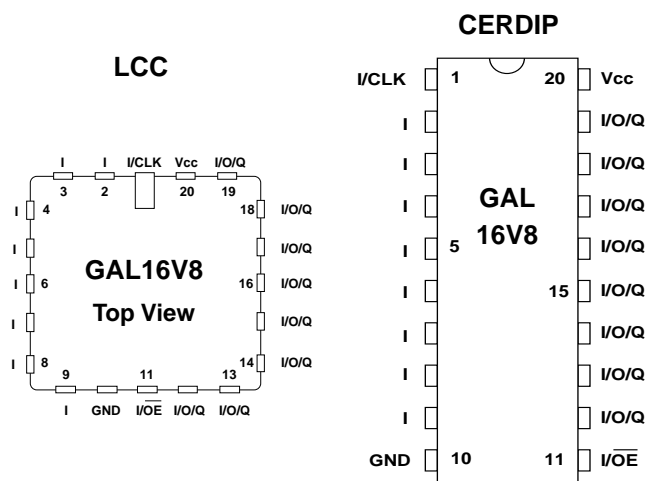 LCC
I I I/CLK Vcc I/O/Q
3 2 20 19
I 4 18 I/O/Q
I I/O/Q
GAL16V8
I 6 16 I/O/Q
Top View
I I/O/Q
I 8 14 I/O/Q
9 11 13
I GND I/OE I/O/Q I/O/Q
CERDIP
I/CLK 1 20 Vcc
I I/O/Q
I I/O/Q
I GAL I/O/Q
16V8
I 5 I/O/Q
I 15 I/O/Q
I I/O/Q
I I/O/Q
I I/O/Q
GND 10 11 I/OE